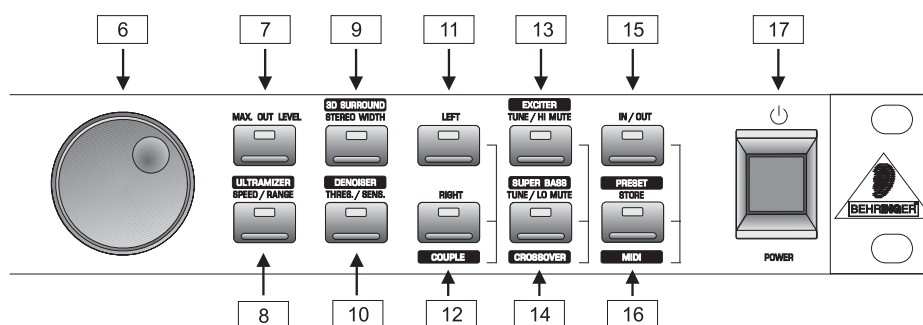 6 7 9 11 13 15 17
3D SURROUND EXCITER
MAX. OUT LEVEL STEREO WIDTH LEFT TUNE / HI MUTE IN / OUT
ULTRAMIZER DENOISER SUPER BASS PRESET
SPEED / RANGE THRES. / SENS. RIGHT TUNE / LO MUTE STORE
BEHRINGER
COUPLE CROSSOVER MIDI POWER
8 10 12 14 16